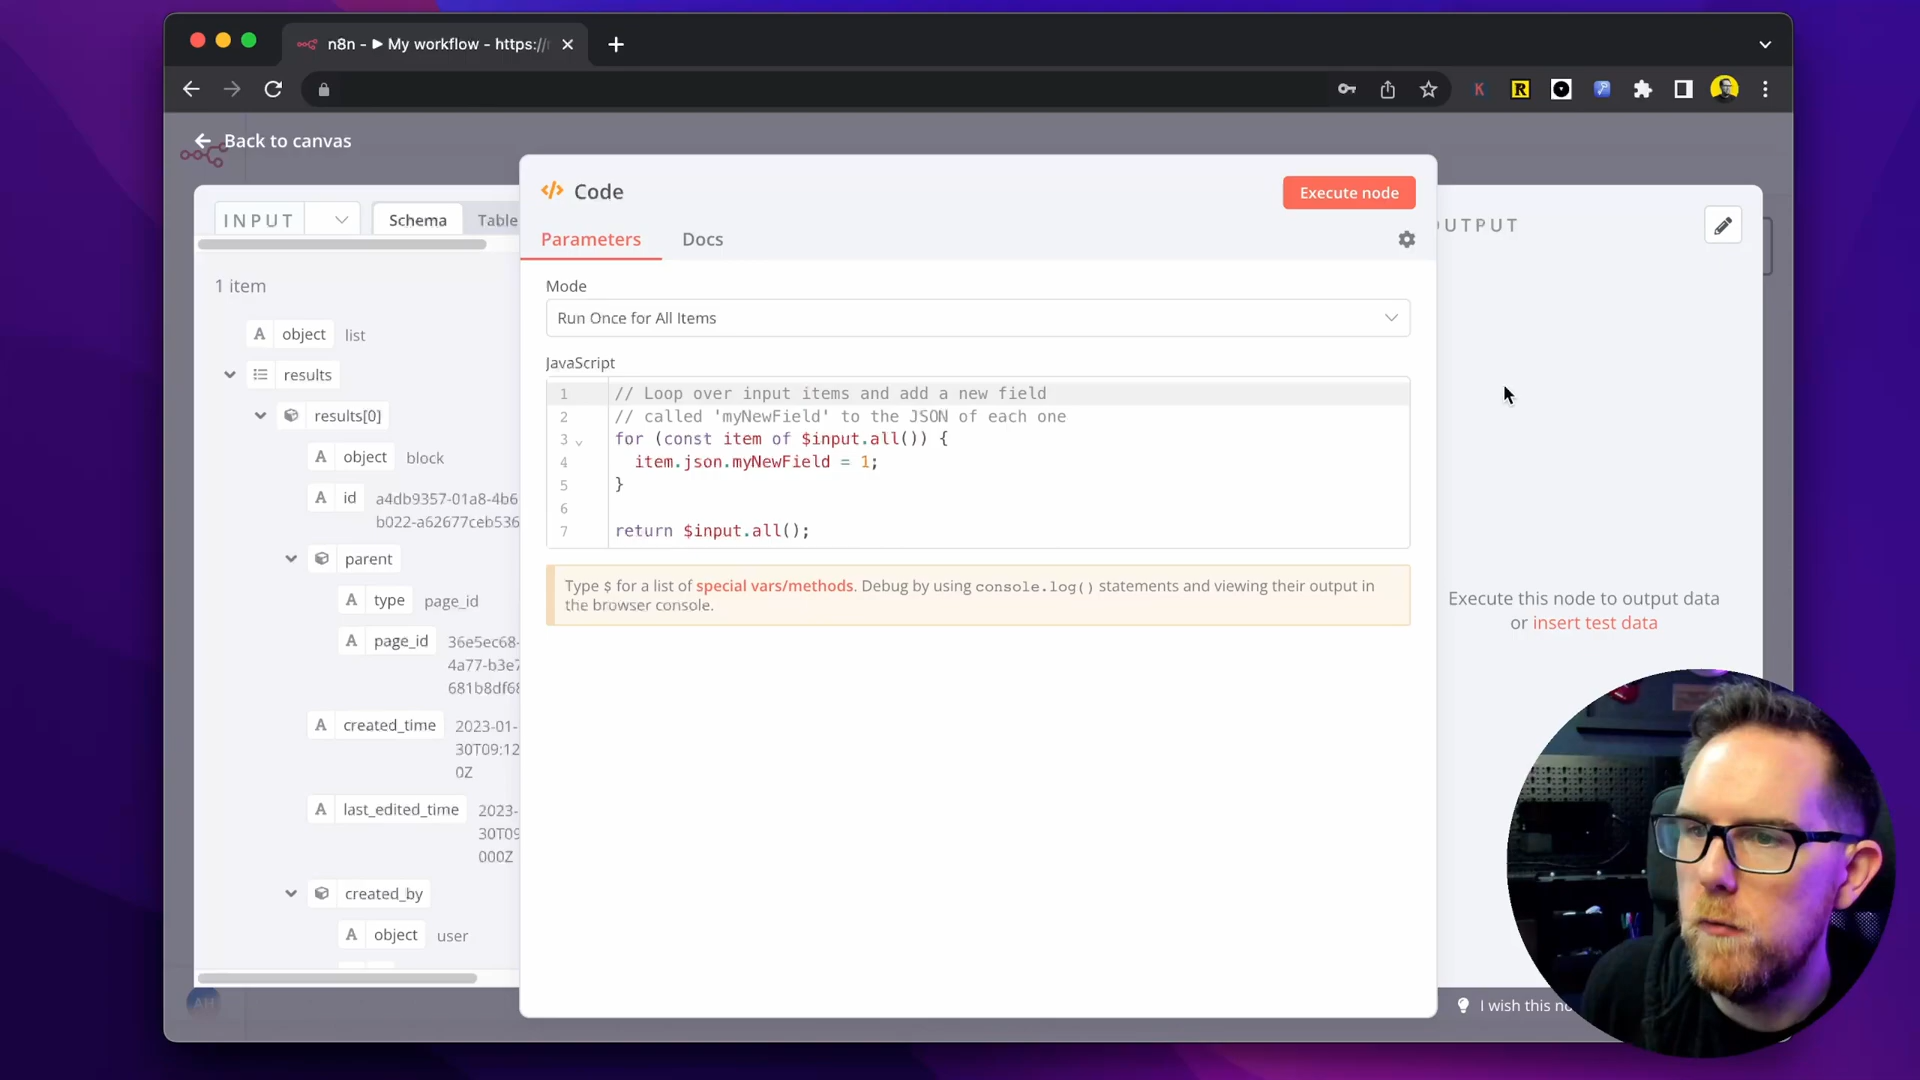 n8n - ▶ My workflow - https://
Back to canvas
INPUT
Schema
Table
1 item
A object list
results
results[0]
A object block
A id a4db9357-01a8-4b6
b022-a62677ceb536
parent
A type page_id
A page_id 36e5ec68-
4a77-b3e7
681b8df68
A created_time 2023-01-
30T09:12
0Z
A last_edited_time 2023-
30T09
000Z
created_by
A object user
AH
Code
Execute node
Parameters
Docs
Mode
Run Once for All Items
JavaScript
1 // Loop over input items and add a new field
2 // called 'myNewField' to the JSON of each one
3 for (const item of $input.all()) {
4 item.json.myNewField = 1;
5 }
6
7 return $input.all();
Type $ for a list of special vars/methods. Debug by using console.log() statements and viewing their output in
the browser console.
UTPUT
Execute this node to output data
or insert test data
I wish this no